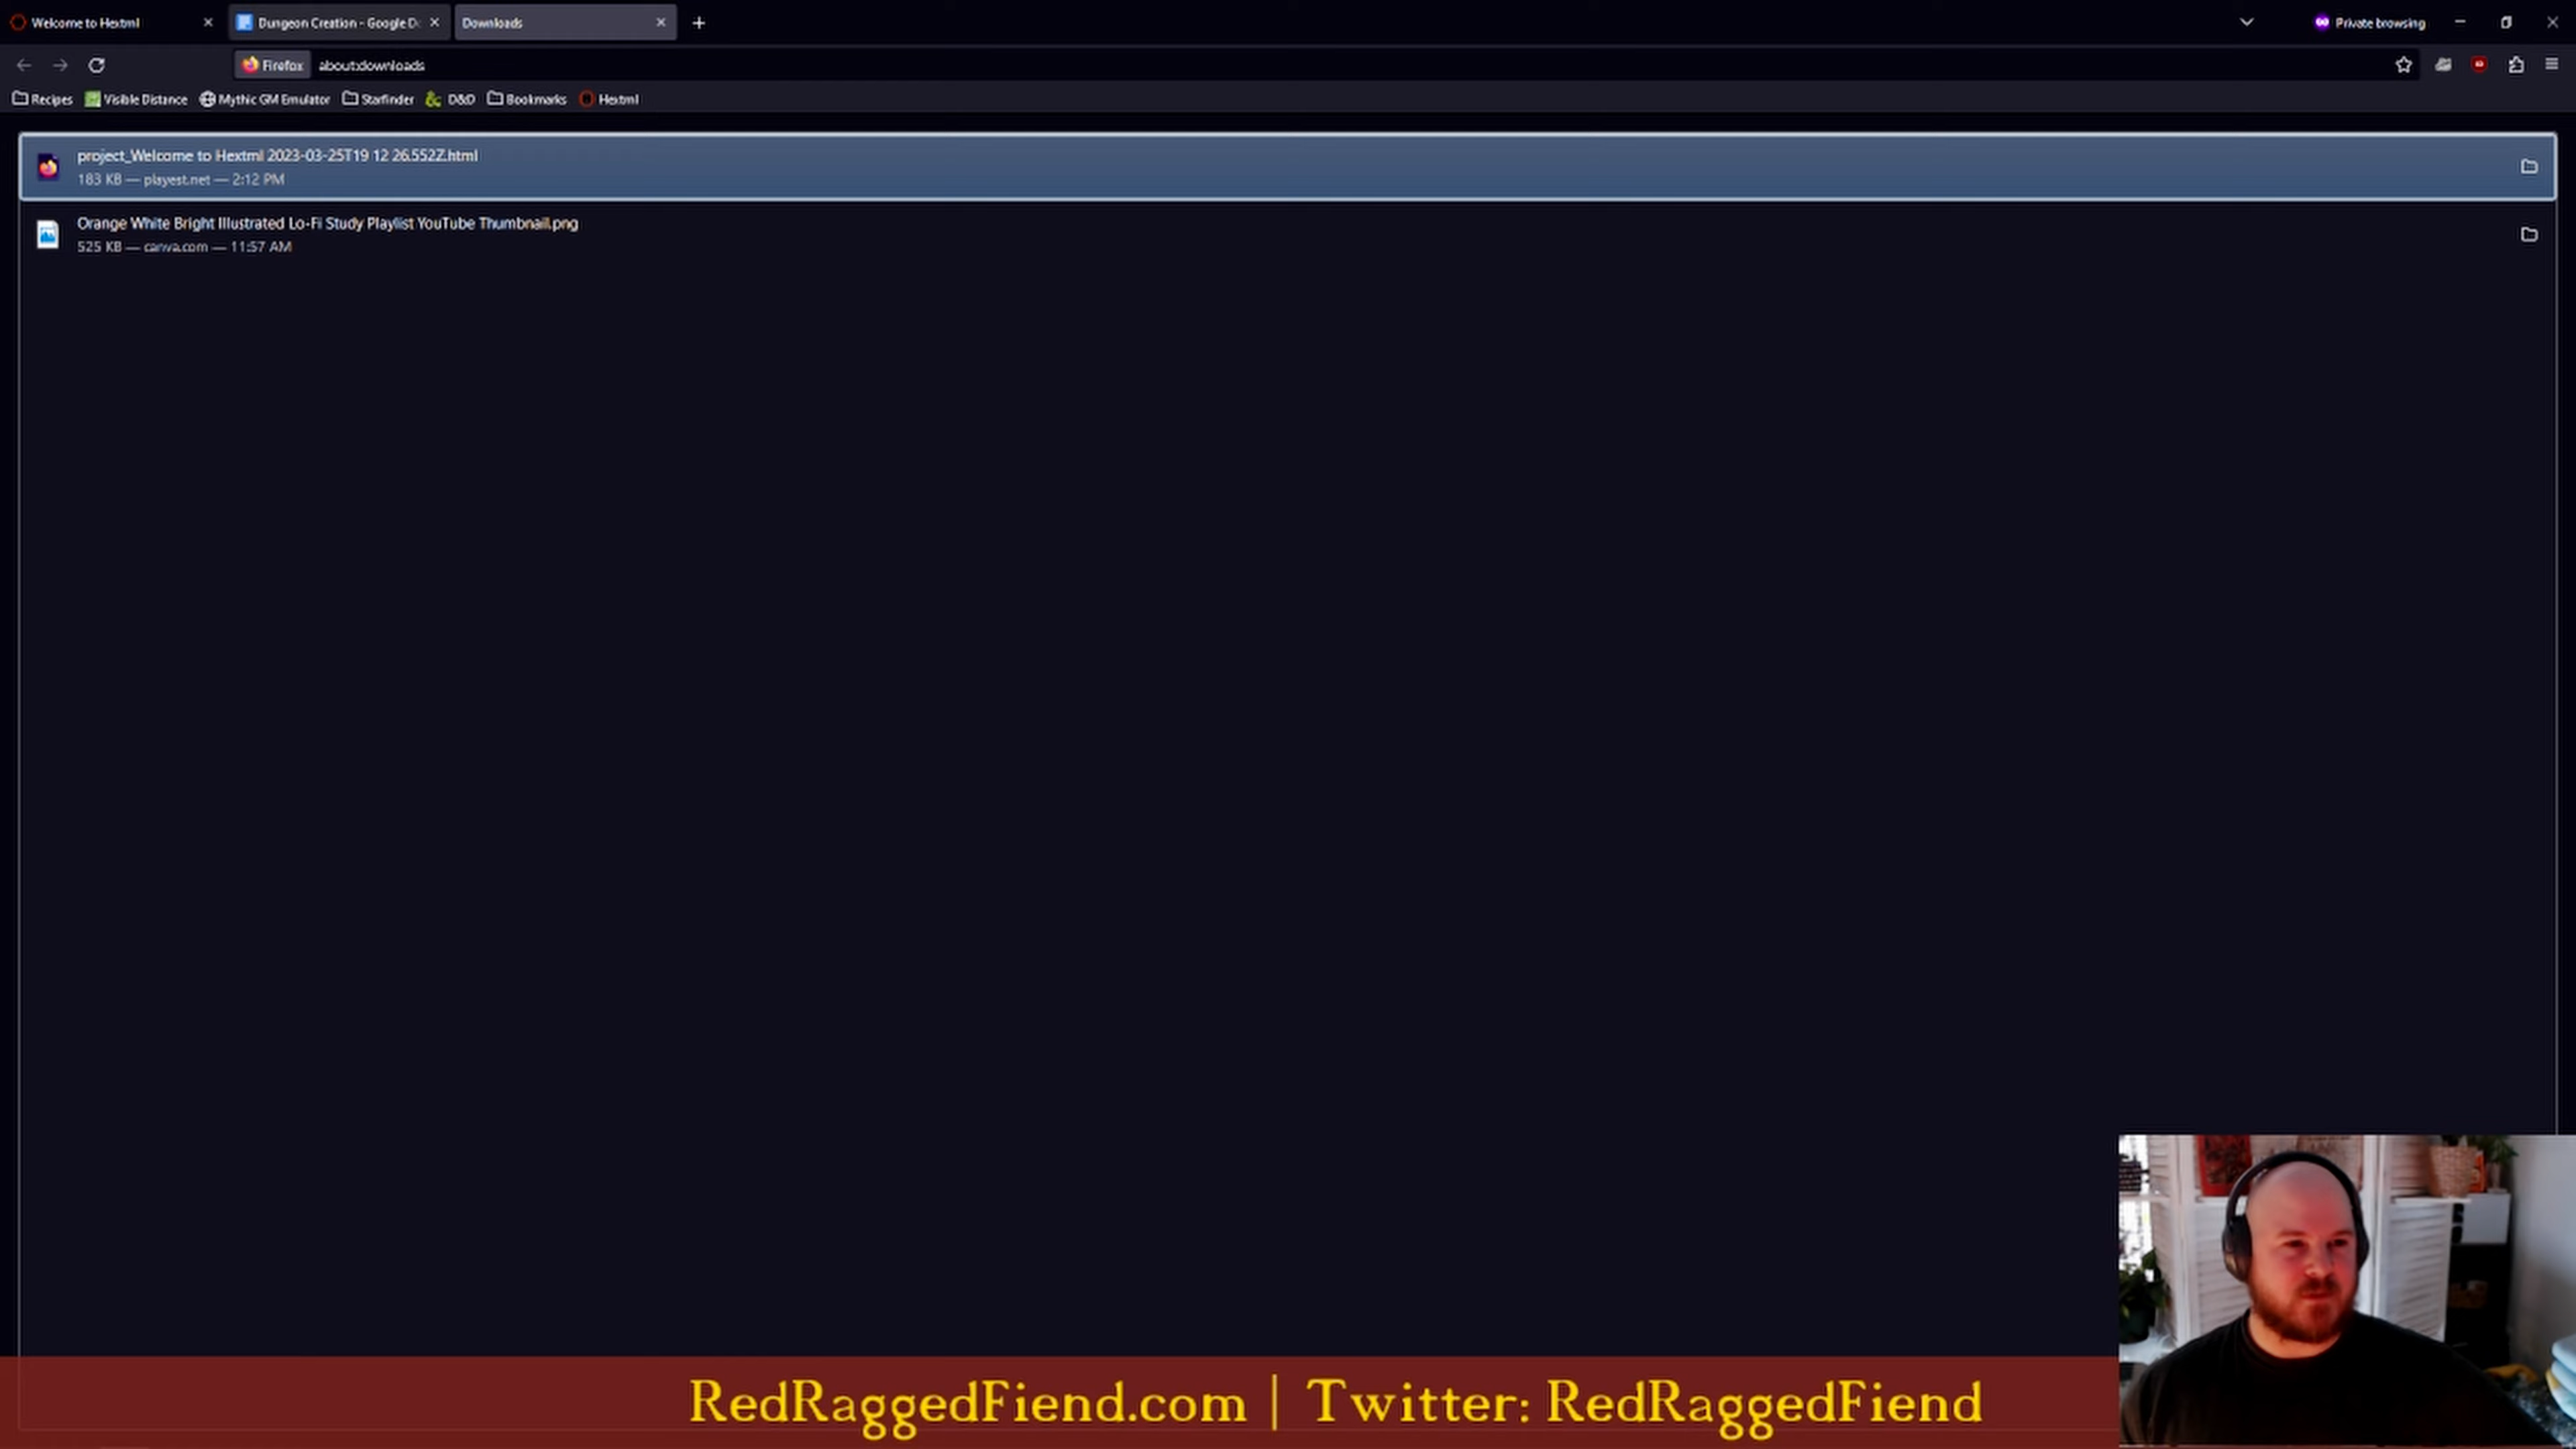 Welcome to Hextml
Dungeon Creation - Google Do
Downloads
Private browsing
Firefox
about:downloads
Recipes
Visible Distance
Mythic GM Emulator
Starfinder
D&D
Bookmarks
Hextml
project_Welcome to Hextml 2023-03-25T19 12 26.552Z.html
183 KB — playest.net — 2:12 PM
Orange White Bright Illustrated Lo-Fi Study Playlist YouTube Thumbnail.png
525 KB — canva.com — 11:57 AM
RedRaggedFiend.com | Twitter: RedRaggedFiend